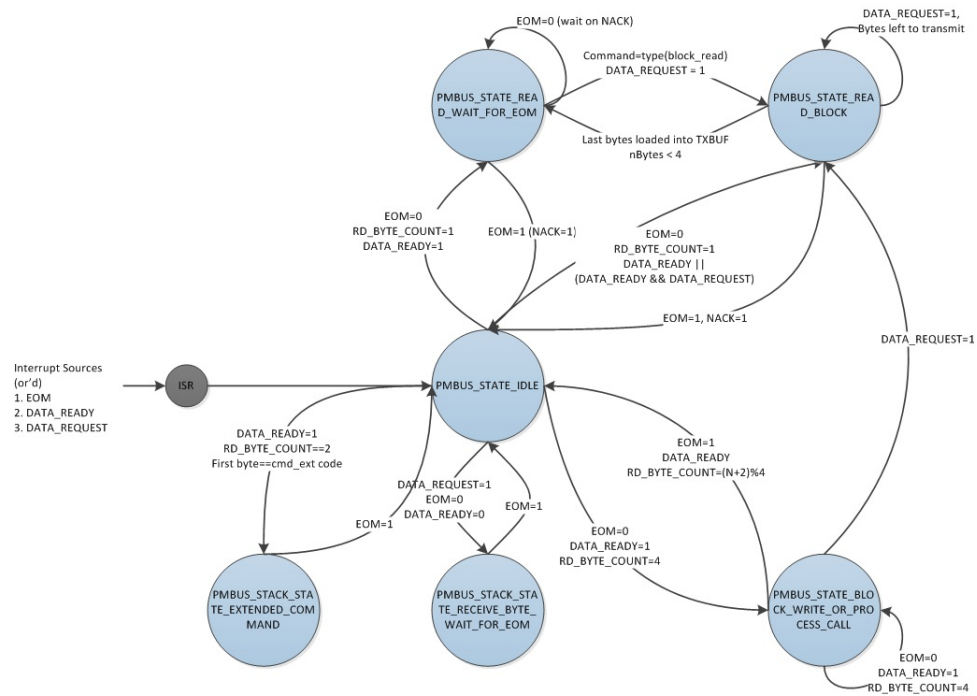 EOM=0 (wait on NACK)
DATA_REQUEST=1,
Bytes left to transmit
Command=type(block_read)
DATA_REQUEST = 1
PMBUS_STATE_REA
D_WAIT_FOR_EOM
PMBUS_STATE_REA
D_BLOCK
Last bytes loaded into TXBUF
nBytes < 4
EOM=0
RD_BYTE_COUNT=1
DATA_READY=1
EOM=1 (NACK=1)
EOM=0
RD_BYTE_COUNT=1
DATA_READY ||
(DATA_READY && DATA_REQUEST)
EOM=1, NACK=1
DATA_REQUEST=1
Interrupt Sources
(or'd)
1. EOM
2. DATA_READY
3. DATA_REQUEST
ISR
PMBUS_STATE_IDLE
DATA_READY=1
RD_BYTE_COUNT==2
First byte==cmd_ext code
EOM=1
DATA_READY
RD_BYTE_COUNT=(N+2)%4
DATA_REQUEST=1
EOM=0
DATA_READY=0
EOM=1
EOM=1
EOM=0
DATA_READY=1
RD_BYTE_COUNT=4
PMBUS_STACK_STA
TE_EXTENDED_COM
MAND
PMBUS_STACK_STA
TE_RECEIVE_BYTE_
WAIT_FOR_EOM
PMBUS_STATE_BLO
CK_WRITE_OR_PRO
CESS_CALL
EOM=0
DATA_READY=1
RD_BYTE_COUNT=4